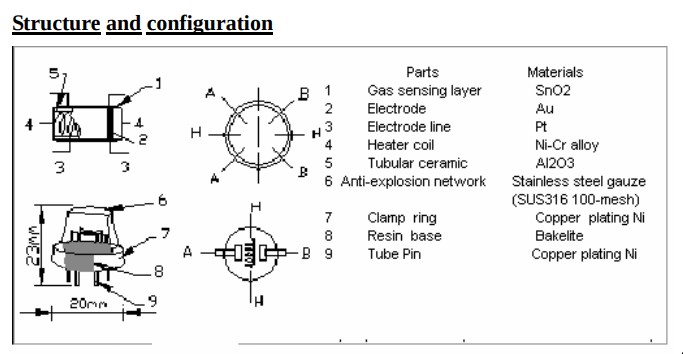 Structure and configuration
Parts Materials
1 Gas sensing layer SnO2
2 Electrode Au
3 Electrode line Pt
4 Heater coil Ni-Cr alloy
5 Tubular ceramic Al2O3
6 Anti-explosion network Stainless steel gauze
(SUS316 100-mesh)
7 Clamp ring Copper plating Ni
8 Resin base Bakelite
9 Tube Pin Copper plating Ni
5
1
4
4
2
3
3
A
B
H
H
A
B
6
7
8
9
23mm
20mm
H
A
B
H